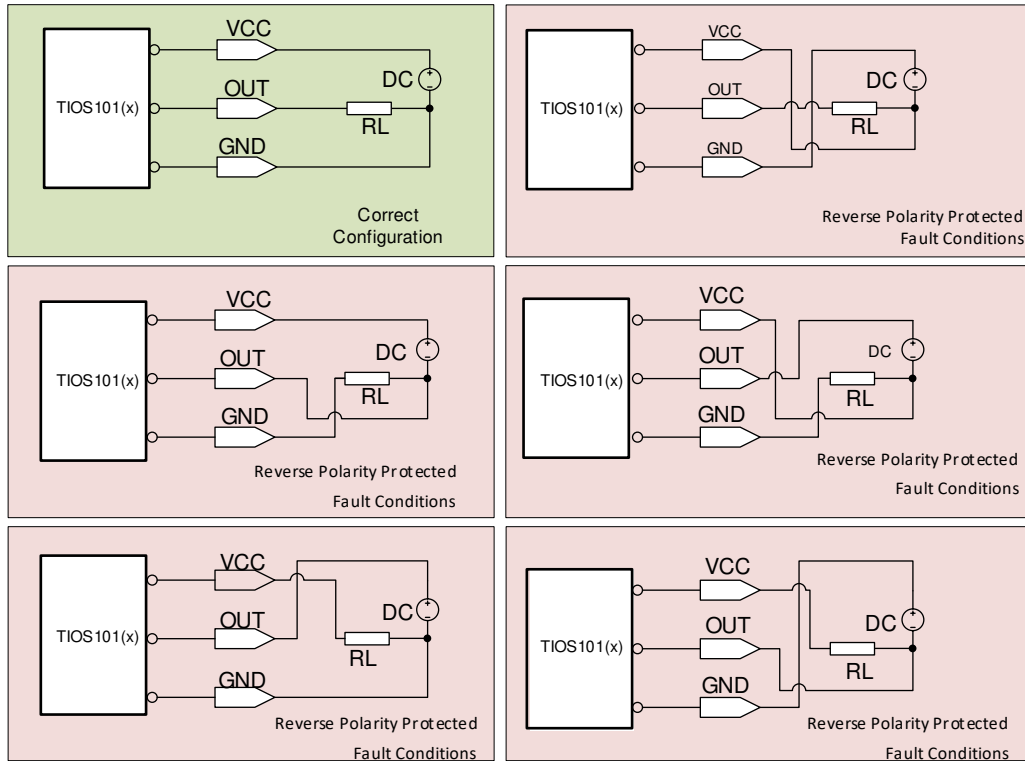 VCC
DC
TIOS101(x)
OUT
RL
GND
Correct
Configuration
VCC
DC
TIOS101(x)
OUT
RL
GND
Reverse Polarity Protected
Fault Conditions
VCC
DC
TIOS101(x)
OUT
RL
GND
Reverse Polarity Protected
Fault Conditions
VCC
DC
TIOS101(x)
OUT
RL
GND
Reverse Polarity Protected
Fault Conditions
VCC
DC
TIOS101(x)
OUT
RL
GND
Reverse Polarity Protected
Fault Conditions
VCC
DC
TIOS101(x)
OUT
RL
GND
Reverse Polarity Protected
Fault Conditions